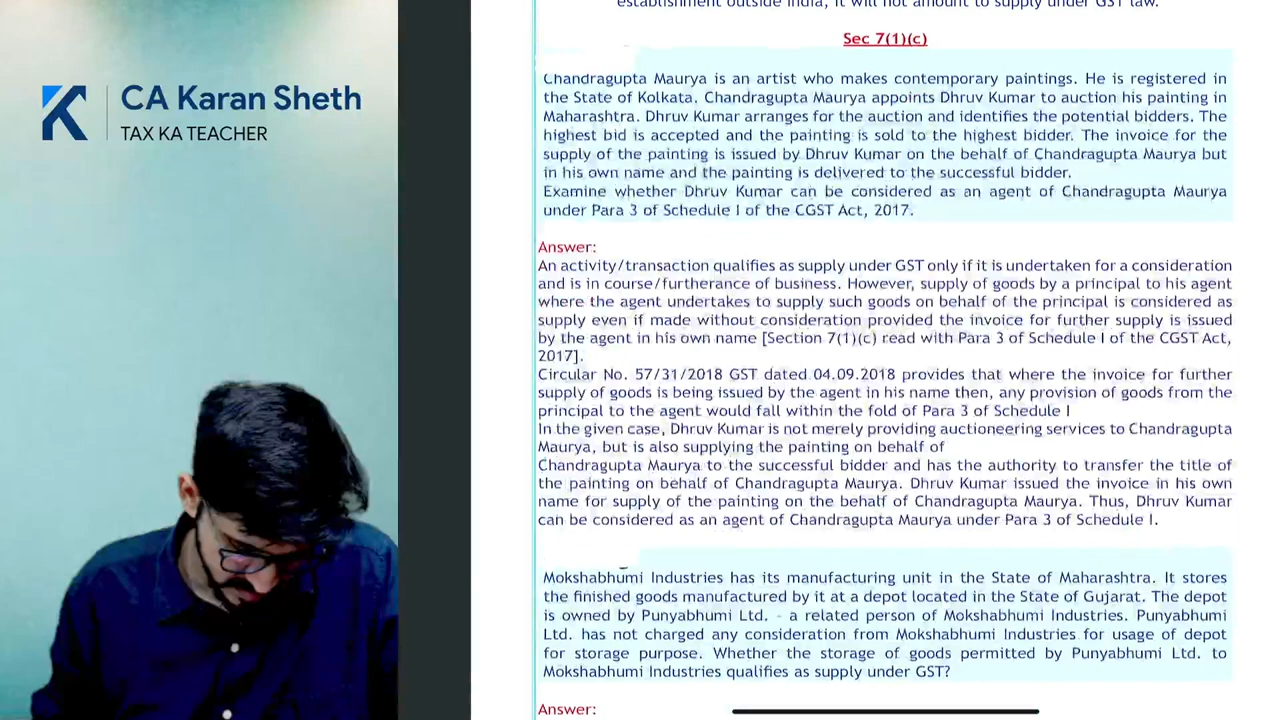 CA Karan Sheth
TAX KA TEACHER
establishment outside India, it will not amount to supply under GST law.
Sec 7(1)(c)
Chandragupta Maurya is an artist who makes contemporary paintings. He is registered in
the State of Kolkata. Chandragupta Maurya appoints Dhruv Kumar to auction his painting in
Maharashtra. Dhruv Kumar arranges for the auction and identifies the potential bidders. The
highest bid is accepted and the painting is sold to the highest bidder. The invoice for the
supply of the painting is issued by Dhruv Kumar on the behalf of Chandragupta Maurya but
in his own name and the painting is delivered to the successful bidder.
Examine whether Dhruv Kumar can be considered as an agent of Chandragupta Maurya
under Para 3 of Schedule I of the CGST Act, 2017.
Answer:
An activity/transaction qualifies as supply under GST only if it is undertaken for a consideration
and is in course/furtherance of business. However, supply of goods by a principal to his agent
where the agent undertakes to supply such goods on behalf of the principal is considered as
supply even if made without consideration provided the invoice for further supply is issued
by the agent in his own name [Section 7(1)(c) read with Para 3 of Schedule I of the CGST Act,
2017].
Circular No. 57/31/2018 GST dated 04.09.2018 provides that where the invoice for further
supply of goods is being issued by the agent in his name then, any provision of goods from the
principal to the agent would fall within the fold of Para 3 of Schedule I
In the given case, Dhruv Kumar is not merely providing auctioneering services to Chandragupta
Maurya, but is also supplying the painting on behalf of
Chandragupta Maurya to the successful bidder and has the authority to transfer the title of
the painting on behalf of Chandragupta Maurya. Dhruv Kumar issued the invoice in his own
name for supply of the painting on the behalf of Chandragupta Maurya. Thus, Dhruv Kumar
can be considered as an agent of Chandragupta Maurya under Para 3 of Schedule I.
Mokshabhumi Industries has its manufacturing unit in the State of Maharashtra. It stores
the finished goods manufactured by it at a depot located in the State of Gujarat. The depot
is owned by Punyabhumi Ltd. - a related person of Mokshabhumi Industries. Punyabhumi
Ltd. has not charged any consideration from Mokshabhumi Industries for usage of depot
for storage purpose. Whether the storage of goods permitted by Punyabhumi Ltd. to
Mokshabhumi Industries qualifies as supply under GST?
Answer: